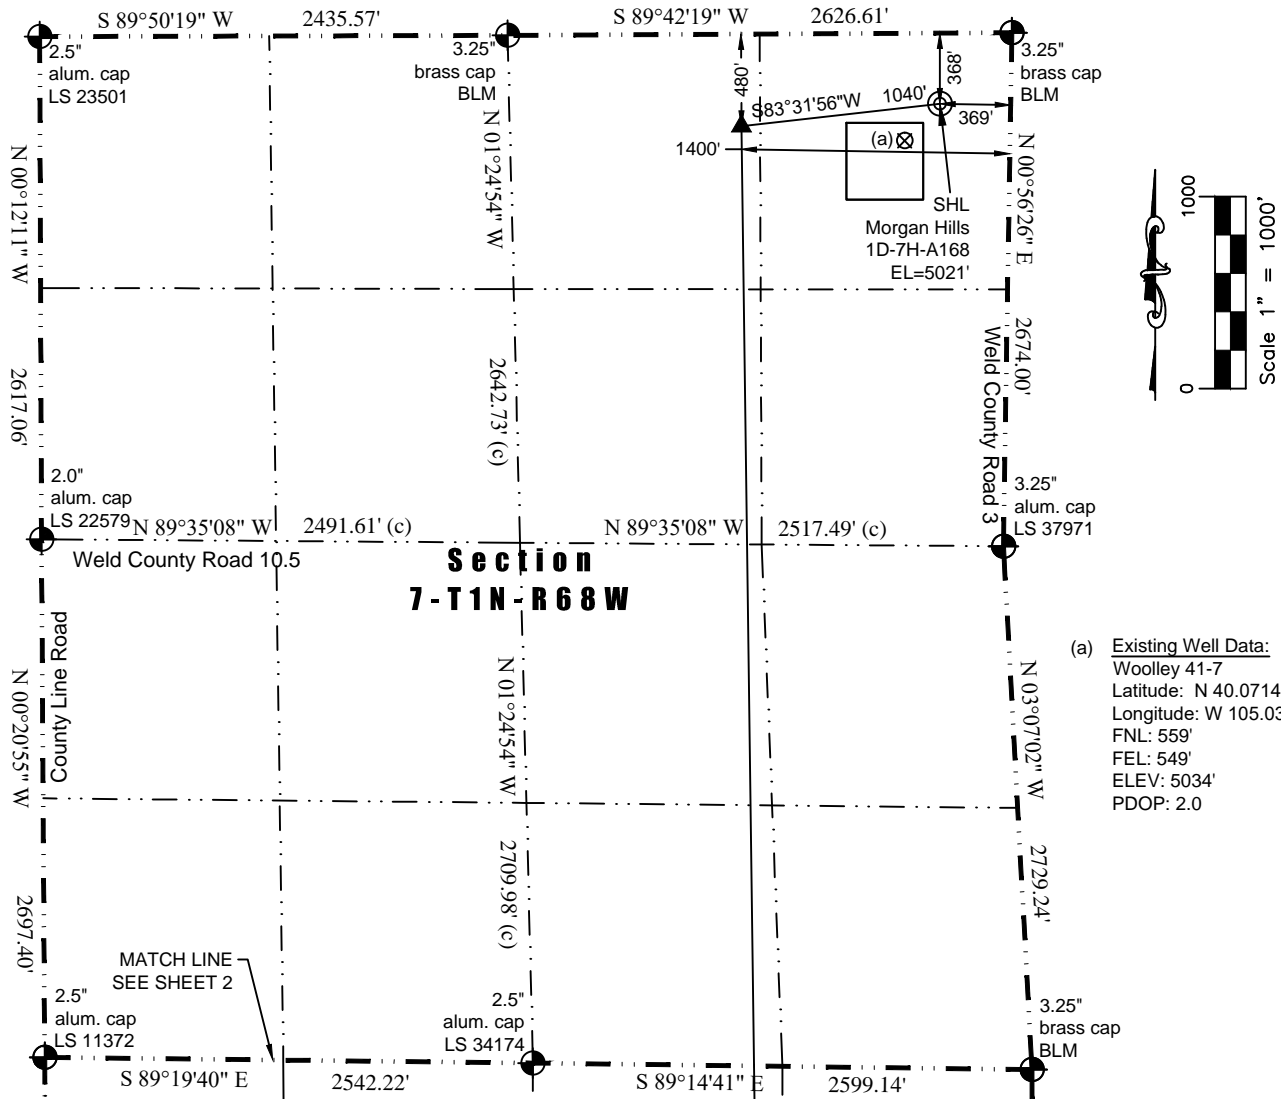 S 89°50'19" W 2435.57' S 89°42'19" W 2626.61'
2.5"
alum. cap
LS 23501
3.25"
brass cap
BLM
3.25"
brass cap
BLM
480'
368'
S83°31'56"W 1040'
369'
(a)
1400'
SHL
Morgan Hills
1D-7H-A168
EL=5021'
N 00°12'11" W
2617.06'
N 01°24'54" W
2642.73' (c)
N 00°56'26" E
2674.00'
Weld County Road 3
1000
0
Scale 1" = 1000'
2.0"
alum. cap
LS 22579
N 89°35'08" W 2491.61' (c) N 89°35'08" W 2517.49' (c)
3.25"
alum. cap
LS 37971
Weld County Road 10.5
Section
7-T1N-R68W
County Line Road
N 00°20'55" W
2697.40'
N 01°24'54" W
2709.98' (c)
N 03°07'02" W
2729.24'
(a) Existing Well Data:
Woolley 41-7
Latitude: N 40.0714
Longitude: W 105.03
FNL: 559'
FEL: 549'
ELEV: 5034'
PDOP: 2.0
MATCH LINE
SEE SHEET 2
2.5"
alum. cap
LS 11372
2.5"
alum. cap
LS 34174
3.25"
brass cap
BLM
S 89°19'40" E 2542.22' S 89°14'41" E 2599.14'